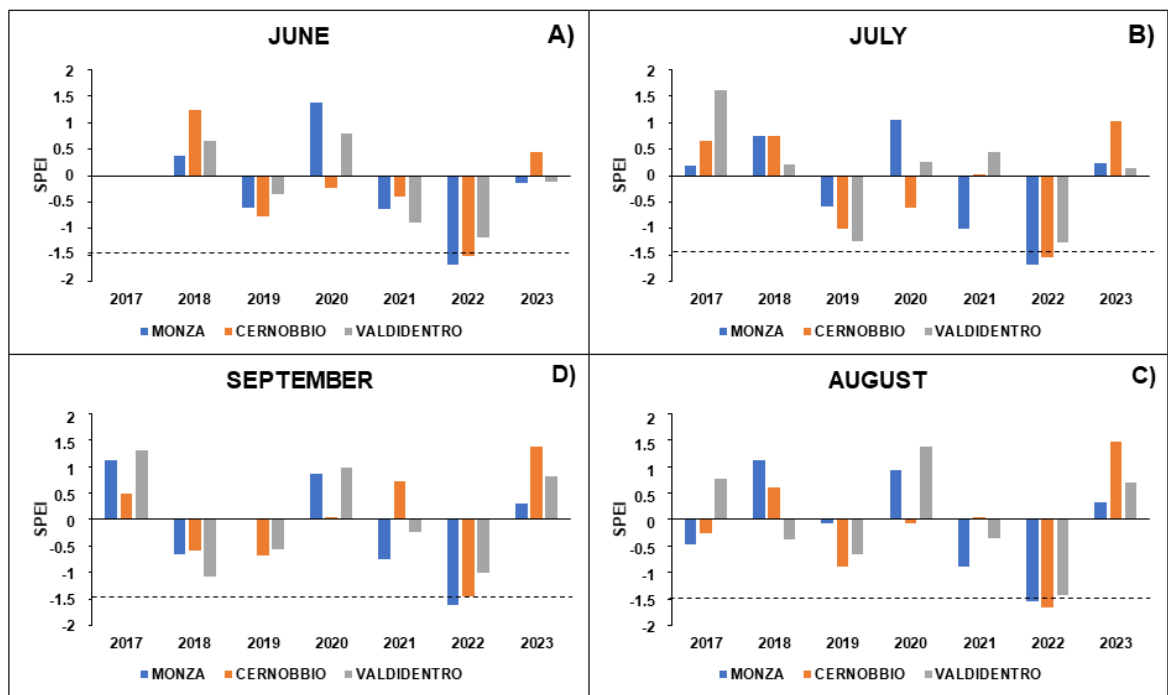 JUNE A)
2
1.5
1
0.5
0
-0.5
-1
-1.5
-2
SPEI
2017 2018 2019 2020 2021 2022 2023
MONZA CERNOBBIO VALDIDENTRO
JULY B)
2
1.5
1
0.5
0
-0.5
-1
-1.5
-2
SPEI
2017 2018 2019 2020 2021 2022 2023
MONZA CERNOBBIO VALDIDENTRO
SEPTEMBER D)
2
1.5
1
0.5
0
-0.5
-1
-1.5
-2
SPEI
2017 2018 2019 2020 2021 2022 2023
MONZA CERNOBBIO VALDIDENTRO
AUGUST C)
2
1.5
1
0.5
0
-0.5
-1
-1.5
-2
SPEI
2017 2018 2019 2020 2021 2022 2023
MONZA CERNOBBIO VALDIDENTRO